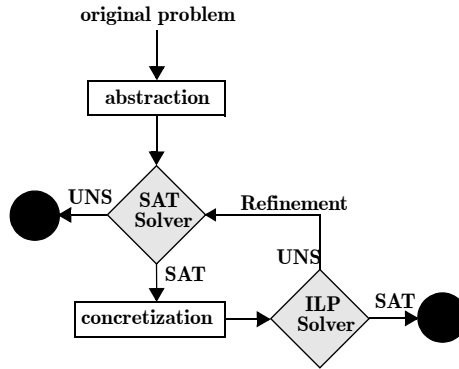 original problem
abstraction
UNS
SAT
Solver
Refinement
SAT
UNS
concretization
ILP
Solver
SAT